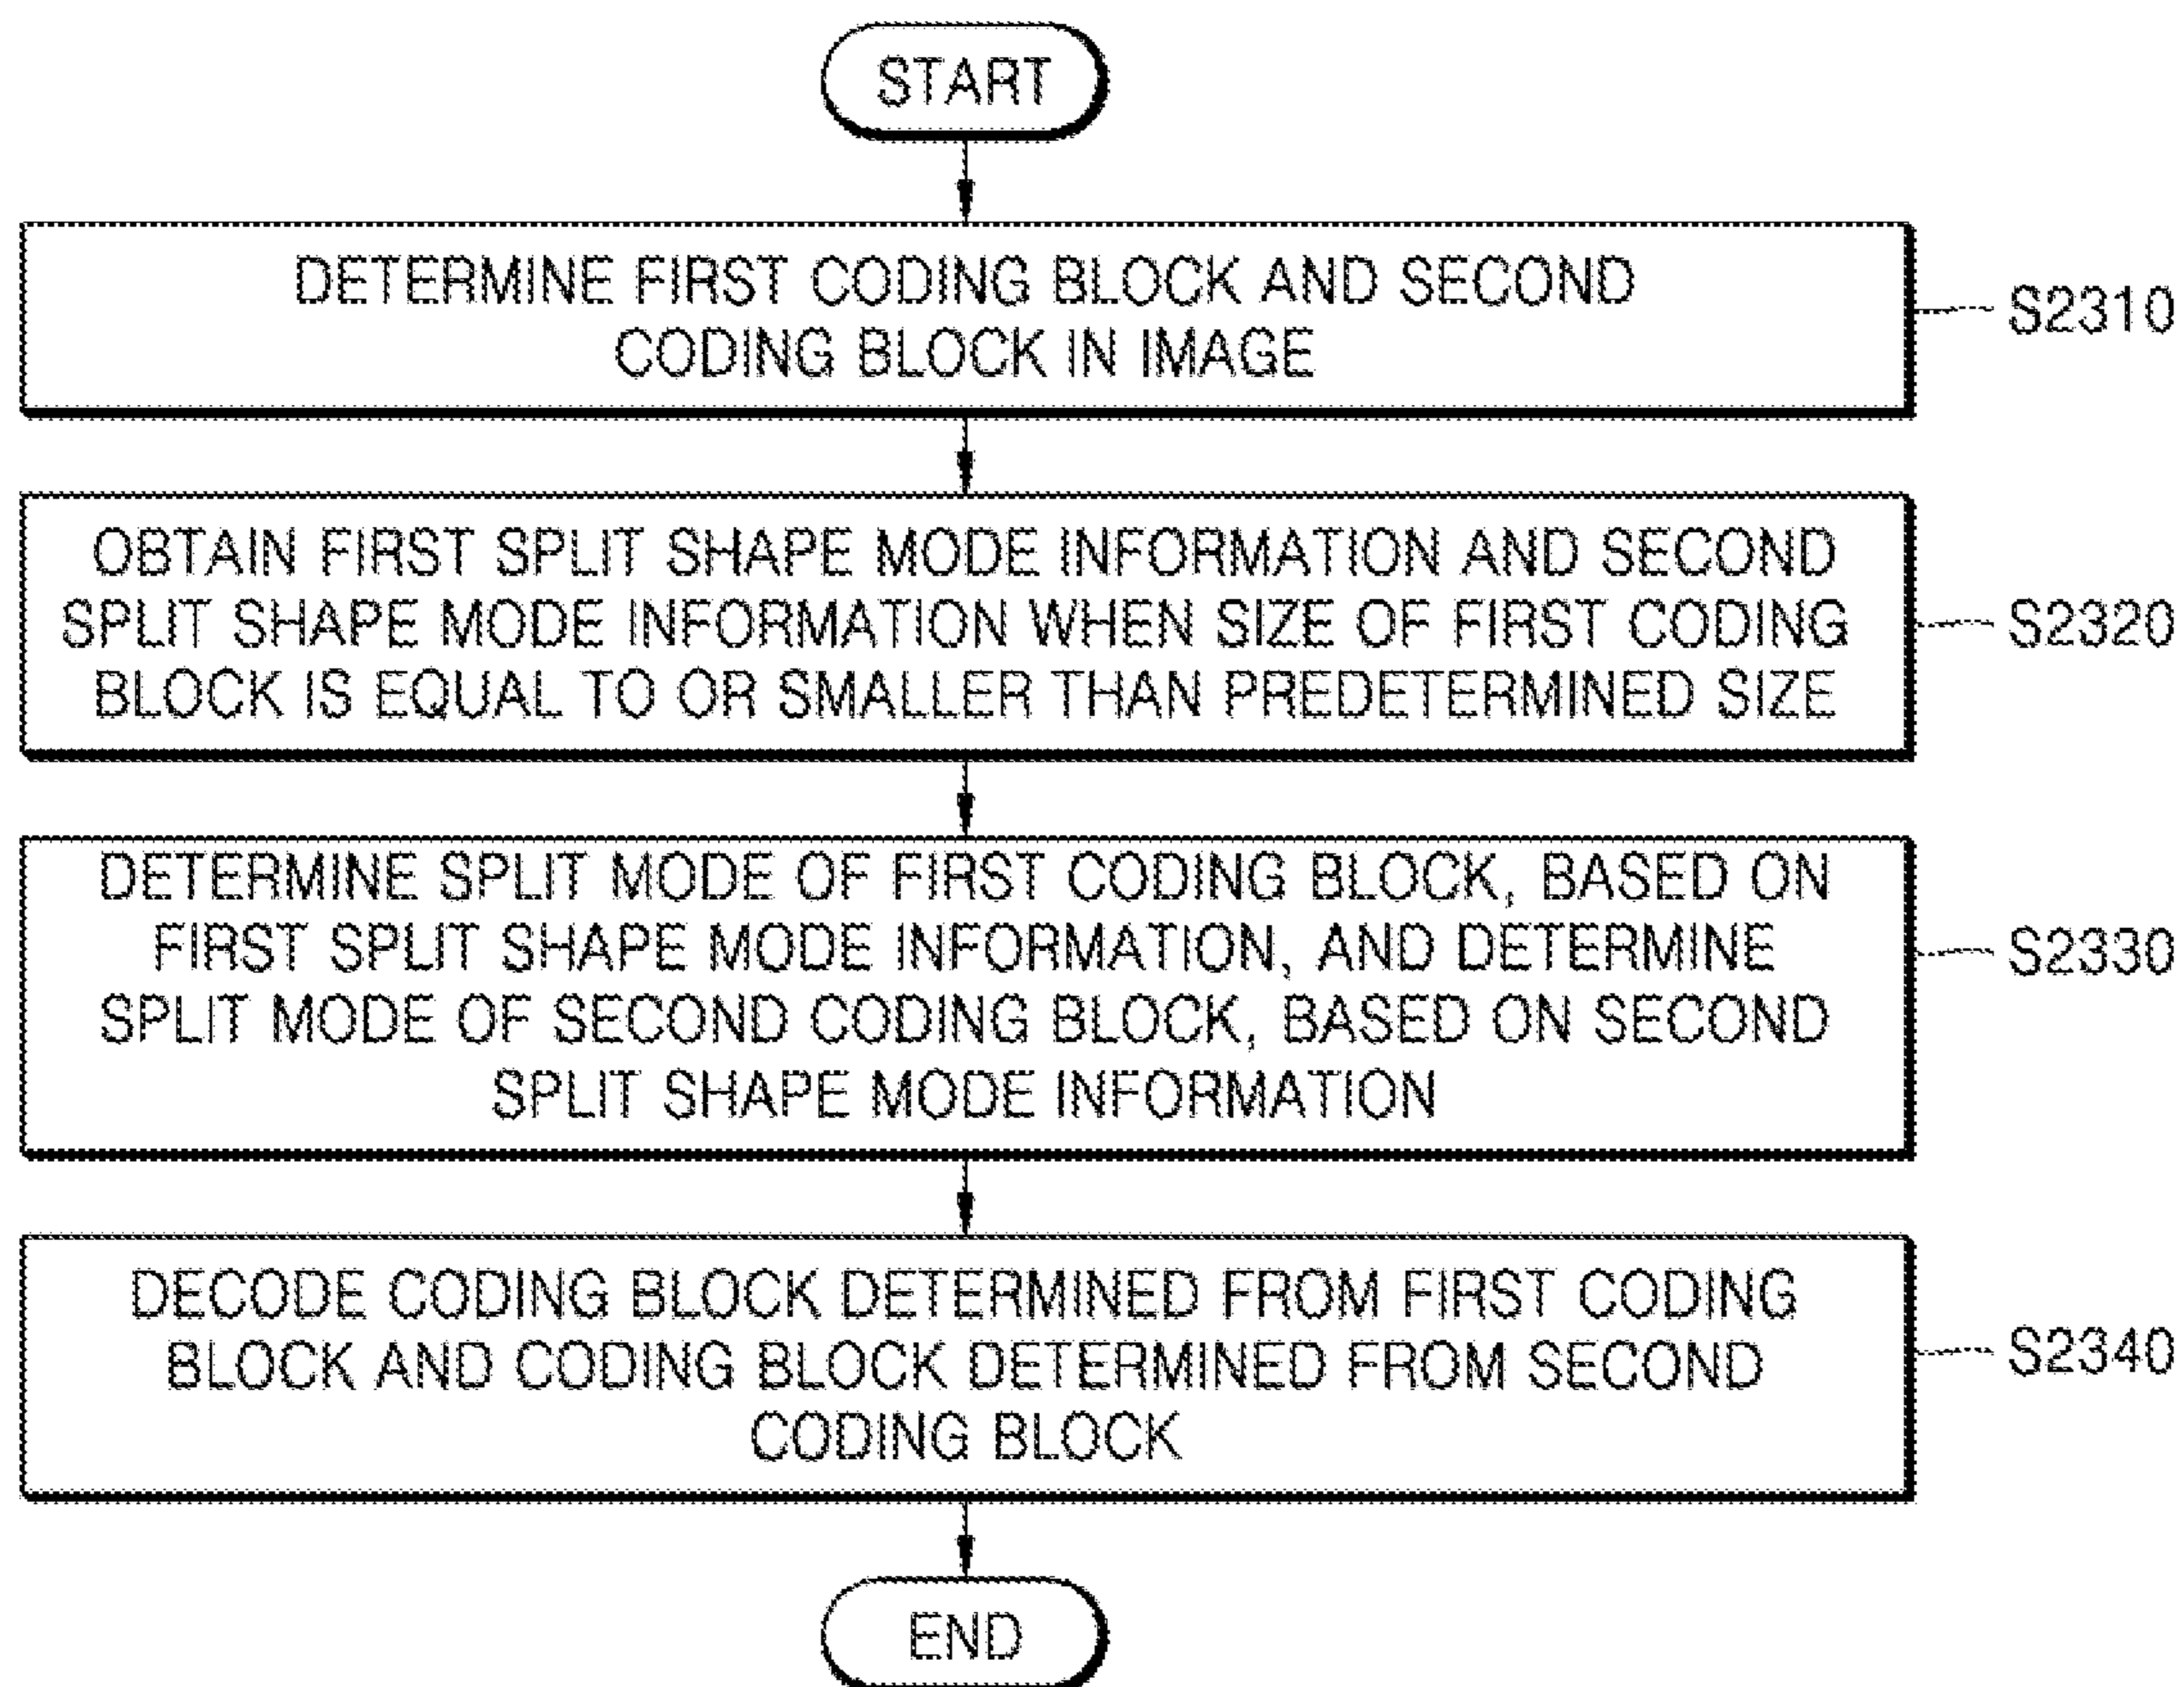 START
DETERMINE FIRST CODING BLOCK AND SECOND
CODING BLOCK IN IMAGE
S2310
OBTAIN FIRST SPLIT SHAPE MODE INFORMATION AND SECOND
SPLIT SHAPE MODE INFORMATION WHEN SIZE OF FIRST CODING
BLOCK IS EQUAL TO OR SMALLER THAN PREDETERMINED SIZE
S2320
DETERMINE SPLIT MODE OF FIRST CODING BLOCK, BASED ON
FIRST SPLIT SHAPE MODE INFORMATION, AND DETERMINE
SPLIT MODE OF SECOND CODING BLOCK, BASED ON SECOND
SPLIT SHAPE MODE INFORMATION
S2330
DECODE CODING BLOCK DETERMINED FROM FIRST CODING
BLOCK AND CODING BLOCK DETERMINED FROM SECOND
CODING BLOCK
S2340
END